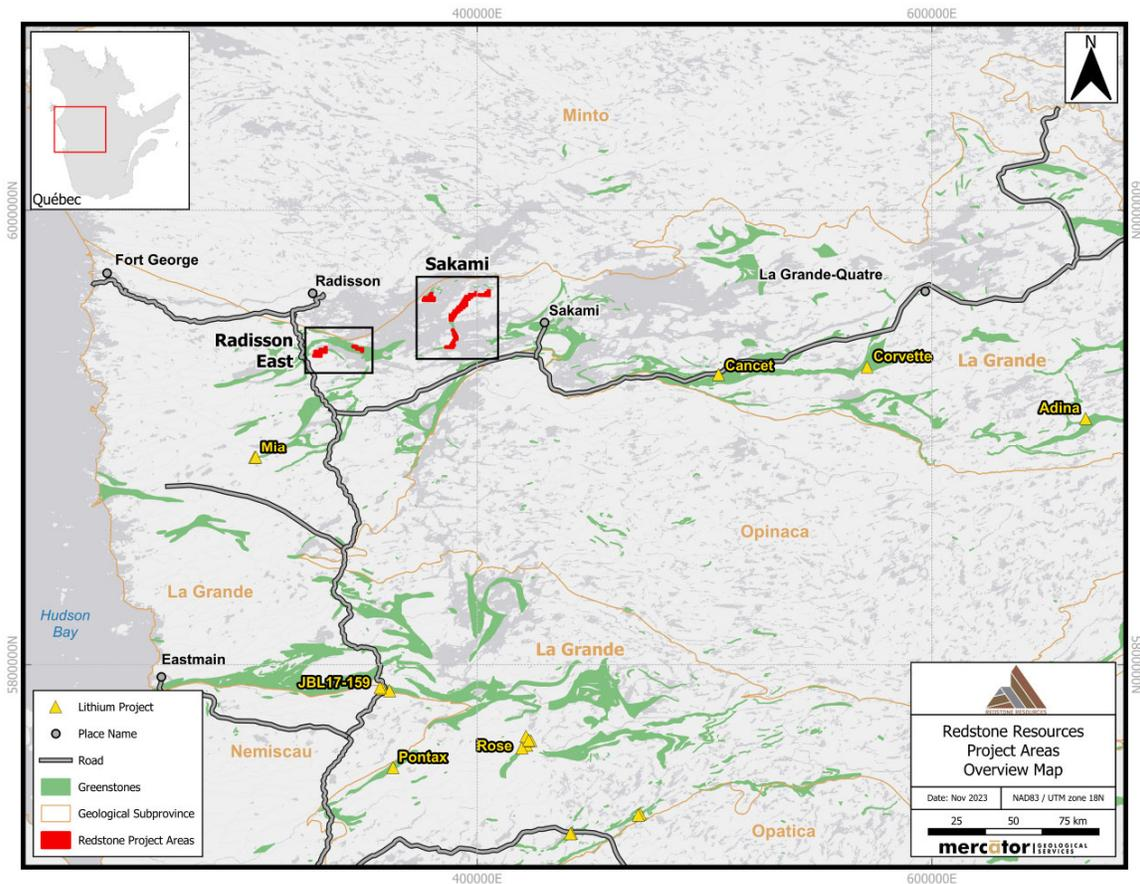 400000E
600000E
6000000N
6000000N
5800000N
5800000N
400000E
600000E
Québec
N
Minto
Fort George
Radisson
Sakami
La Grande-Quatre
Sakami
Radisson
East
Cancet
Corvette
La Grande
Adina
Mia
Opinaca
La Grande
Hudson
Bay
La Grande
Eastmain
JBL17-159
Nemiscau
Rose
Pontax
Opatica
Lithium Project
Place Name
Road
Greenstones
Geological Subprovince
Redstone Project Areas
REDSTONE RESOURCES
Redstone Resources
Project Areas
Overview Map
Date: Nov 2023
NAD83 / UTM zone 18N
25 50 75 km
mercator GEOLOGICAL
SERVICES